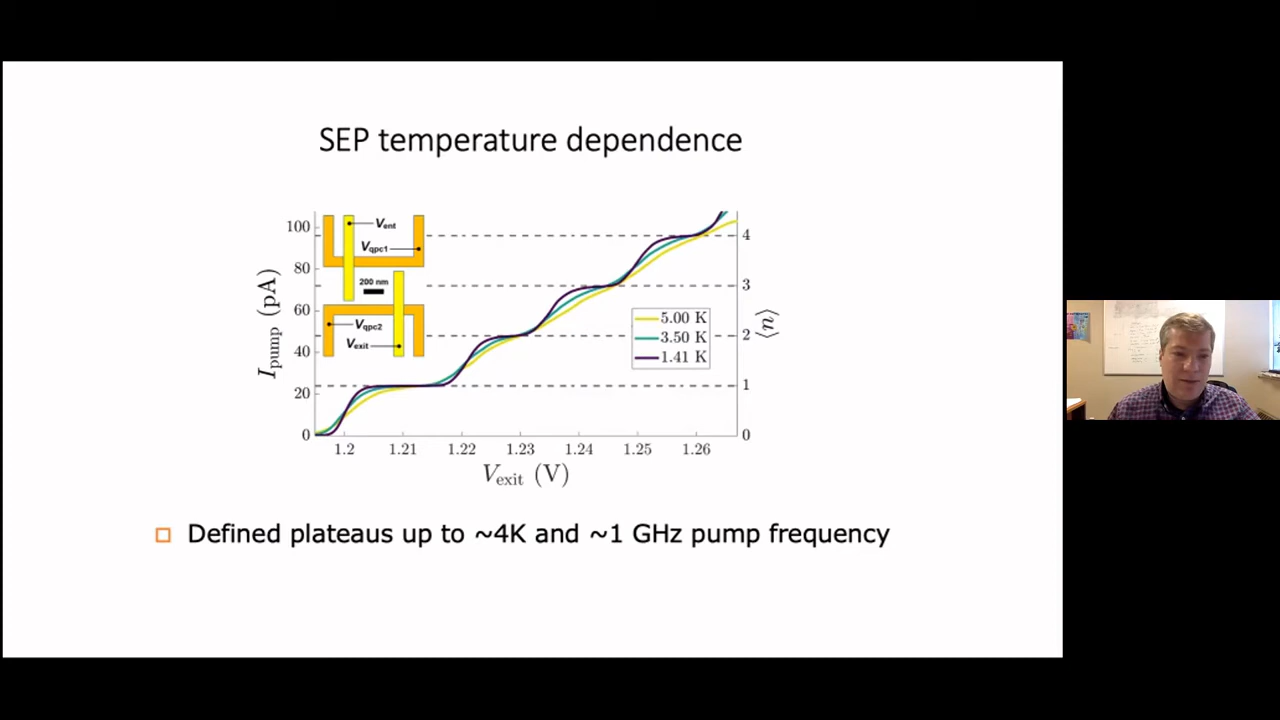 SEP temperature dependence
100
80
60
40
20
0
I_pump (pA)
V_ent
V_qpc1
200 nm
V_qpc2
V_exit
5.00 K
3.50 K
1.41 K
4
3
2
1
0
⟨n⟩
1.2 1.21 1.22 1.23 1.24 1.25 1.26
V_exit (V)
Defined plateaus up to ~4K and ~1 GHz pump frequency